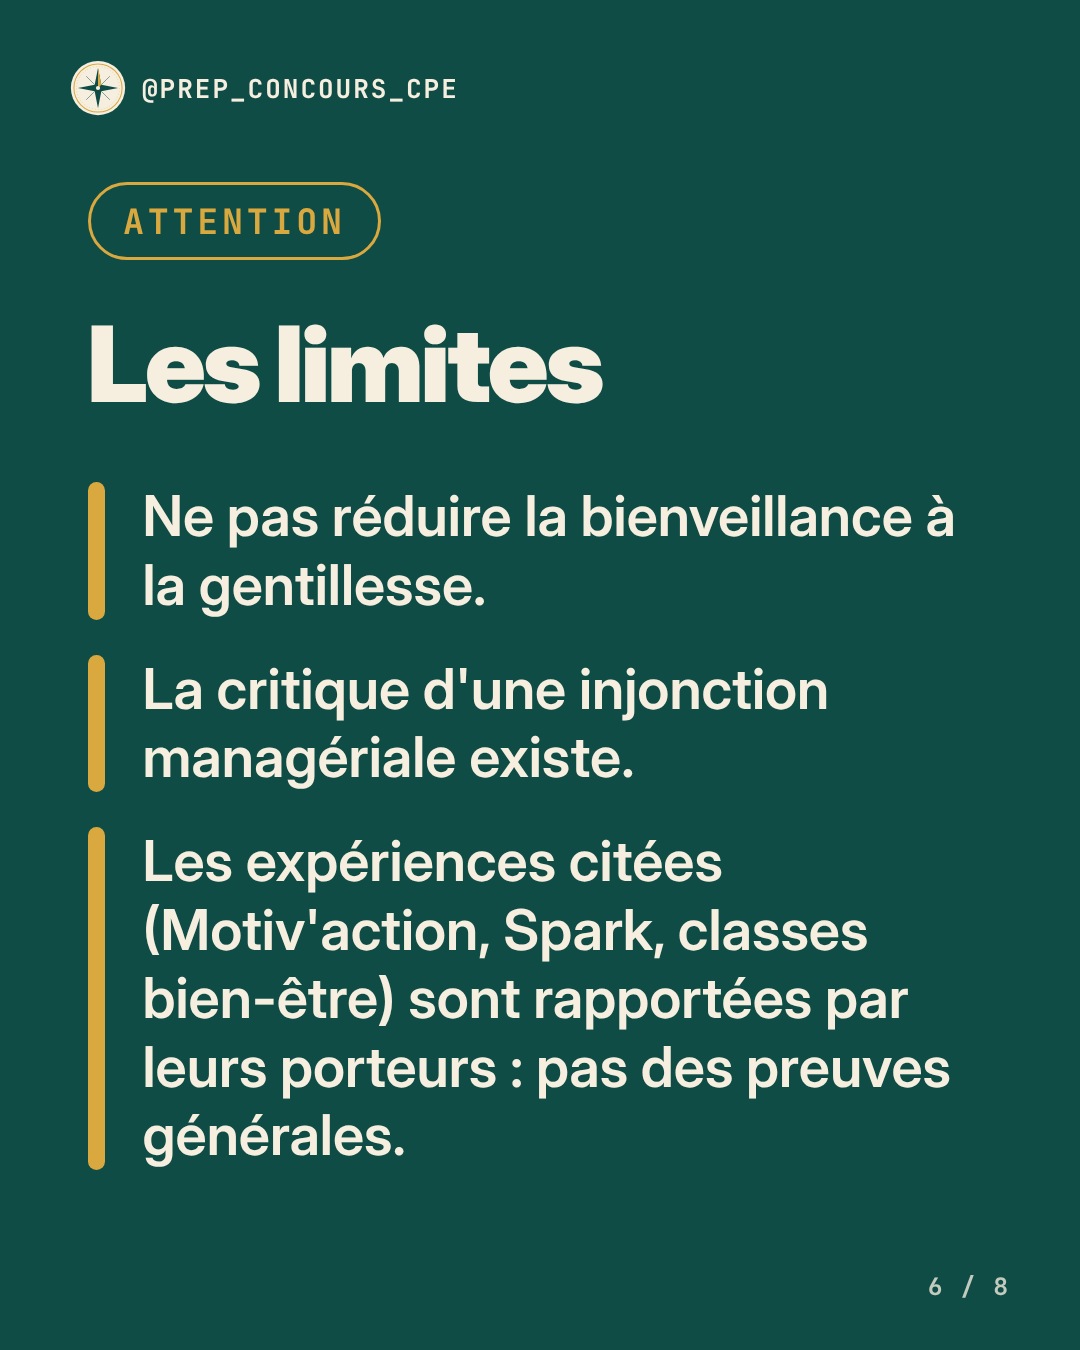 @PREP_CONCOURS_CPE
ATTENTION
Les limites
Ne pas réduire la bienveillance à
la gentillesse.
La critique d'une injonction
managériale existe.
Les expériences citées
(Motiv'action, Spark, classes
bien-être) sont rapportées par
leurs porteurs : pas des preuves
générales.
6 / 8